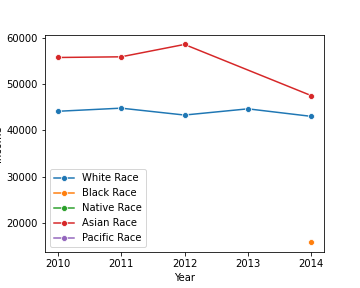 60000
50000
40000
30000
20000
White Race
Black Race
Native Race
Asian Race
Pacific Race
2010 2011 2012 2013 2014
Year